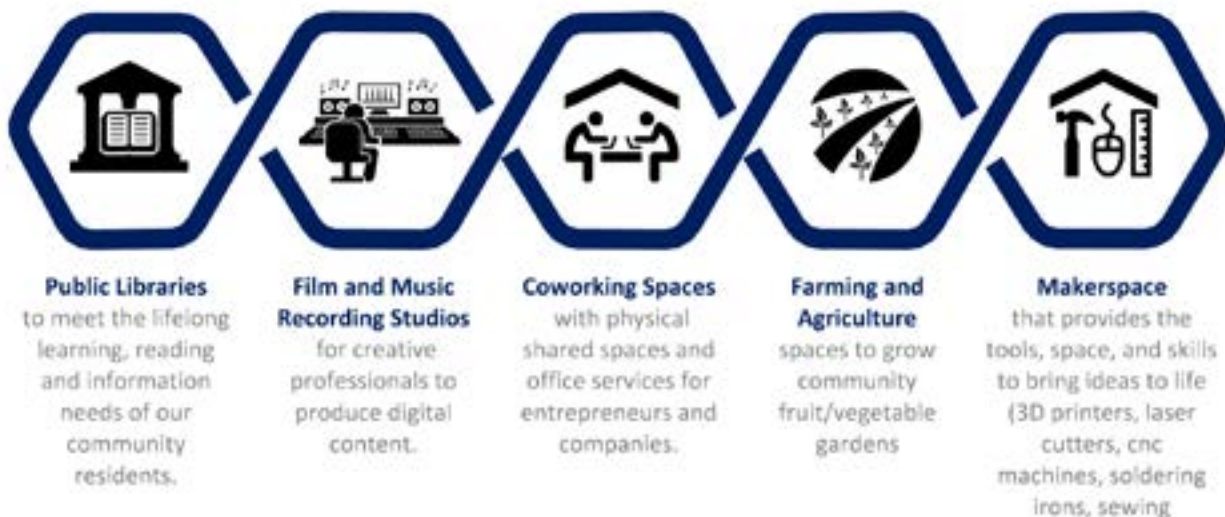 Public Libraries
to meet the lifelong
learning, reading
and information
needs of our
community
residents.
Film and Music
Recording Studios
for creative
professionals to
produce digital
content.
Coworking Spaces
with physical
shared spaces and
office services for
entrepreneurs and
companies.
Farming and
Agriculture
spaces to grow
community
fruit/vegetable
gardens
Makerspace
that provides the
tools, space, and skills
to bring ideas to life
(3D printers, laser
cutters, cnc
machines, soldering
irons, sewing